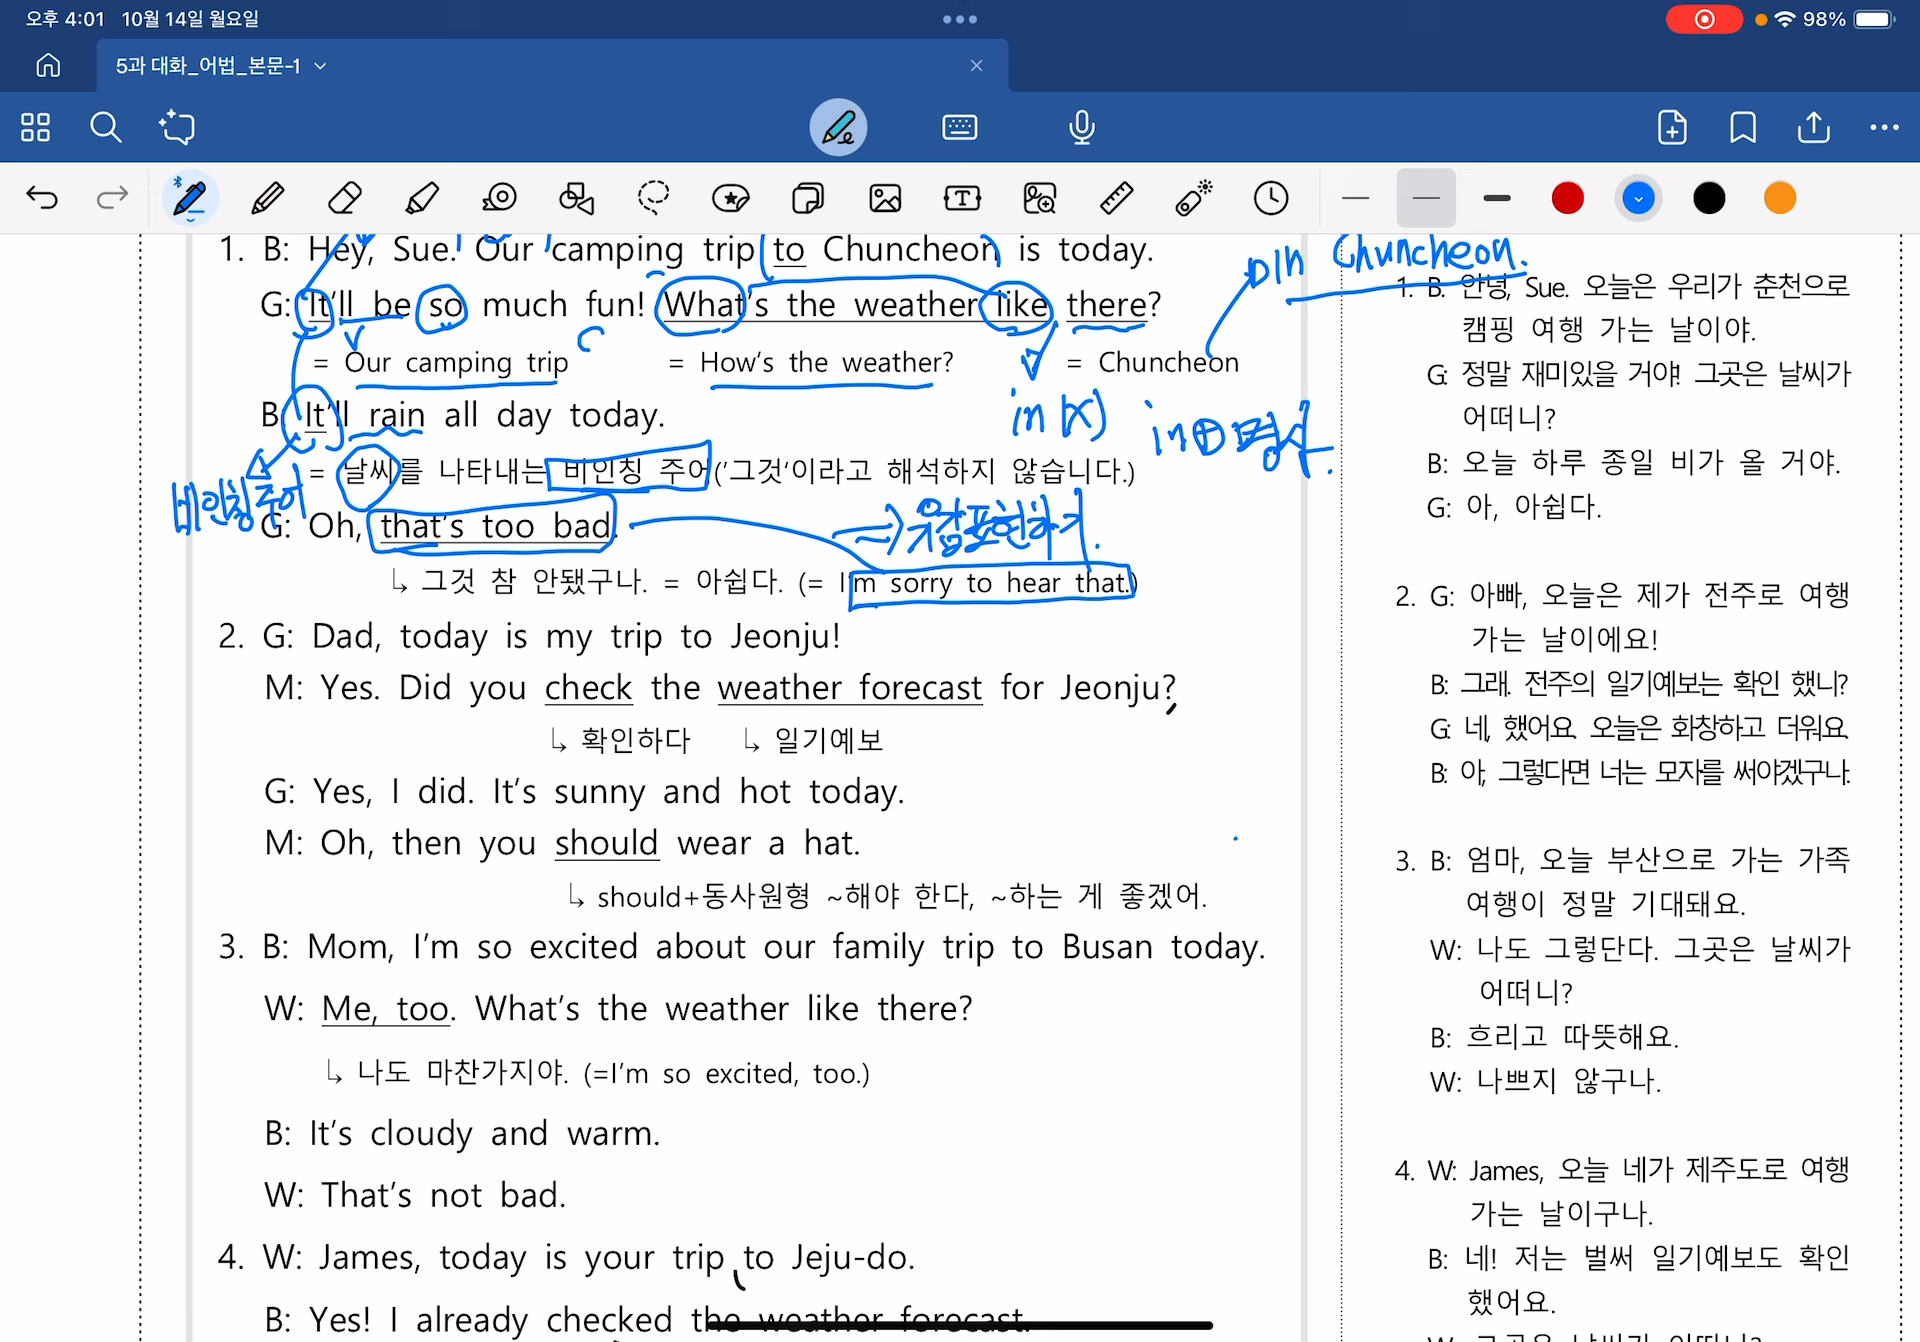 오후 4:01 10월 14일 월요일
98%
5과 대화_어법_본문-1
in Chuncheon.
1. B: Hey, Sue. Our camping trip to Chuncheon is today.
G: It'll be so much fun! What's the weather like there?
= Our camping trip = How's the weather? = Chuncheon
in (X) in⊕명사.
B: It'll rain all day today.
= 날씨를 나타내는 비인칭 주어('그것'이라고 해석하지 않습니다.)
비인칭주어
G: Oh, that's too bad.
⇒ 유감표현하기.
↳ 그것 참 안됐구나. = 아쉽다. (= I'm sorry to hear that.)
2. G: Dad, today is my trip to Jeonju!
M: Yes. Did you check the weather forecast for Jeonju?
↳ 확인하다 ↳ 일기예보
G: Yes, I did. It's sunny and hot today.
M: Oh, then you should wear a hat.
↳ should+동사원형 ~해야 한다, ~하는 게 좋겠어.
3. B: Mom, I'm so excited about our family trip to Busan today.
W: Me, too. What's the weather like there?
↳ 나도 마찬가지야. (=I'm so excited, too.)
B: It's cloudy and warm.
W: That's not bad.
4. W: James, today is your trip to Jeju-do.
B: Yes! I already checked the weather forecast.
1. B: 안녕, Sue. 오늘은 우리가 춘천으로
캠핑 여행 가는 날이야.
G: 정말 재미있을 거야! 그곳은 날씨가
어떠니?
B: 오늘 하루 종일 비가 올 거야.
G: 아, 아쉽다.
2. G: 아빠, 오늘은 제가 전주로 여행
가는 날이에요!
B: 그래. 전주의 일기예보는 확인 했니?
G: 네, 했어요. 오늘은 화창하고 더워요.
B: 아, 그렇다면 너는 모자를 써야겠구나.
3. B: 엄마, 오늘 부산으로 가는 가족
여행이 정말 기대돼요.
W: 나도 그렇단다. 그곳은 날씨가
어떠니?
B: 흐리고 따뜻해요.
W: 나쁘지 않구나.
4. W: James, 오늘 네가 제주도로 여행
가는 날이구나.
B: 네! 저는 벌써 일기예보도 확인
했어요.